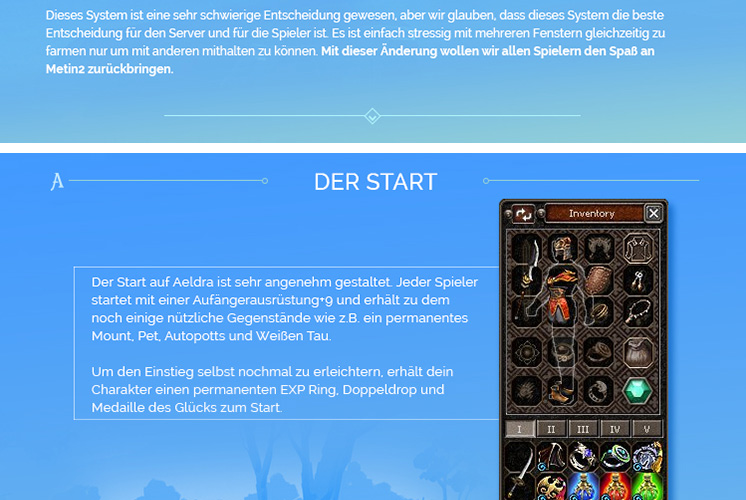 Dieses System ist eine sehr schwierige Entscheidung gewesen, aber wir glauben, dass dieses System die beste
Entscheidung für den Server und für die Spieler ist. Es ist einfach stressig mit mehreren Fenstern gleichzeitig zu
farmen nur um mit anderen mithalten zu können. Mit dieser Änderung wollen wir allen Spielern den Spaß an
Metin2 zurückbringen.
A
DER START
Inventory
Der Start auf Aeldra ist sehr angenehm gestaltet. Jeder Spieler
startet mit einer Aufängerausrüstung+9 und erhält zu dem
noch einige nützliche Gegenstände wie z.B. ein permanentes
Mount, Pet, Autopotts und Weißen Tau.
Um den Einstieg selbst nochmal zu erleichtern, erhält dein
Charakter einen permanenten EXP Ring, Doppeldrop und
Medaille des Glücks zum Start.
I II III IV V